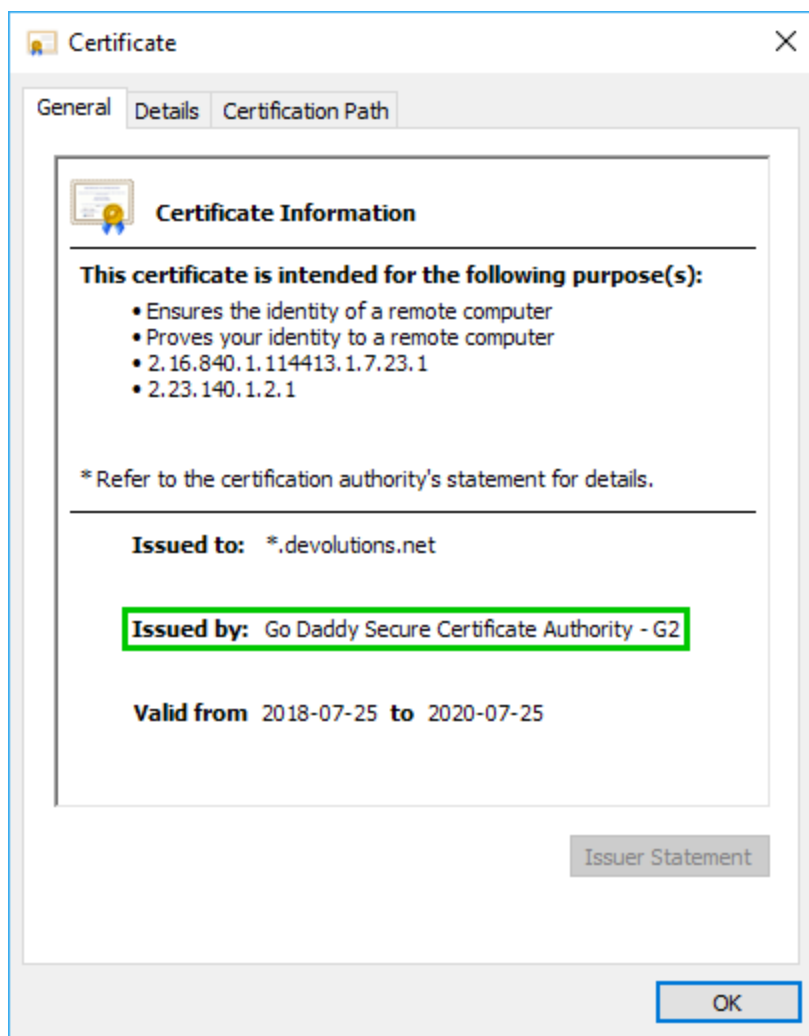 Certificate
General Details Certification Path
Certificate Information
This certificate is intended for the following purpose(s):
• Ensures the identity of a remote computer
• Proves your identity to a remote computer
• 2.16.840.1.114413.1.7.23.1
• 2.23.140.1.2.1
* Refer to the certification authority's statement for details.
Issued to: *.devolutions.net
Issued by: Go Daddy Secure Certificate Authority - G2
Valid from 2018-07-25 to 2020-07-25
Issuer Statement
OK